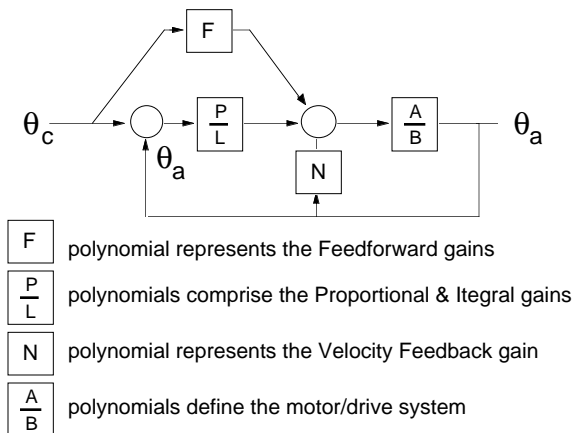 F
θc
P
L
A
B
θa
θa
N
F polynomial represents the Feedforward gains
P
L
polynomials comprise the Proportional & Itegral gains
N polynomial represents the Velocity Feedback gain
A
B
polynomials define the motor/drive system